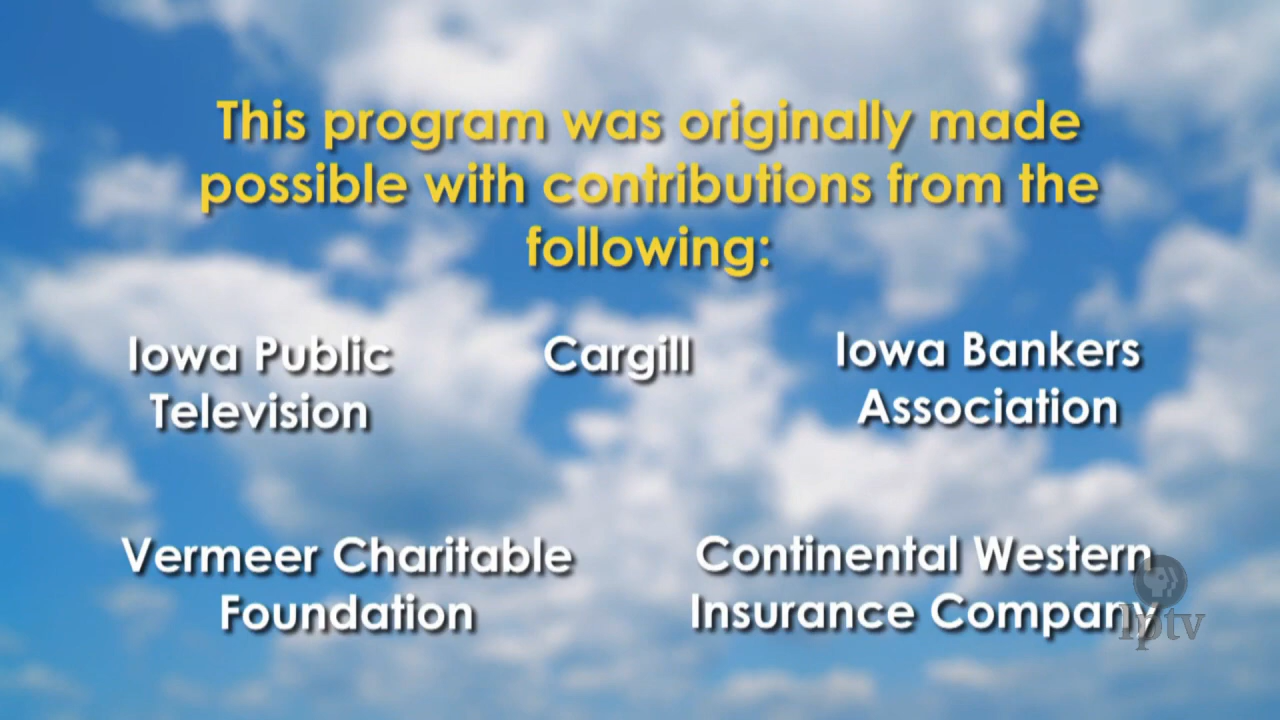 This program was originally made
possible with contributions from the
following:
Iowa Public
Television
Cargill
Iowa Bankers
Association
Vermeer Charitable
Foundation
Continental Western
Insurance Company
Iptv